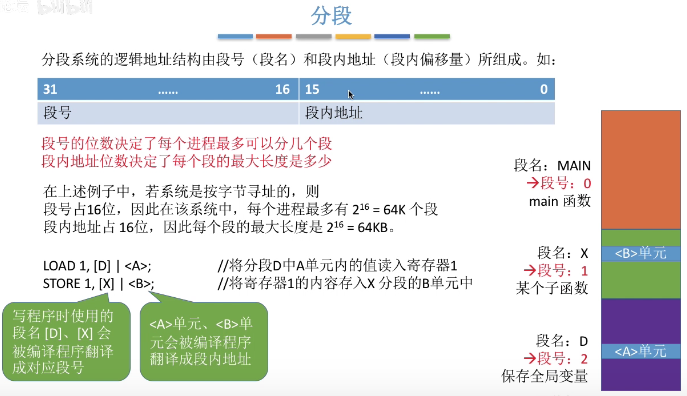 bilibili
分段
分段系统的逻辑地址结构由段号（段名）和段内地址（段内偏移量）所组成。如：
31 …… 16 15 …… 0
段号 段内地址
段号的位数决定了每个进程最多可以分几个段
段内地址位数决定了每个段的最大长度是多少
在上述例子中，若系统是按字节寻址的，则
段号占16位，因此在该系统中，每个进程最多有 2¹⁶ = 64K 个段
段内地址占 16位，因此每个段的最大长度是 2¹⁶ = 64KB。
LOAD 1, [D] | <A>; //将分段D中A单元内的值读入寄存器1
STORE 1, [X] | <B>; //将寄存器1的内容存入X 分段的B单元中
写程序时使用的
段名 [D]、[X] 会
被编译程序翻译
成对应段号
<A>单元、<B>单
元会被编译程序
翻译成段内地址
段名：MAIN
→段号：0
main 函数
段名：X
→段号：1
某个子函数
<B>单元
段名：D
→段号：2
保存全局变量
<A>单元